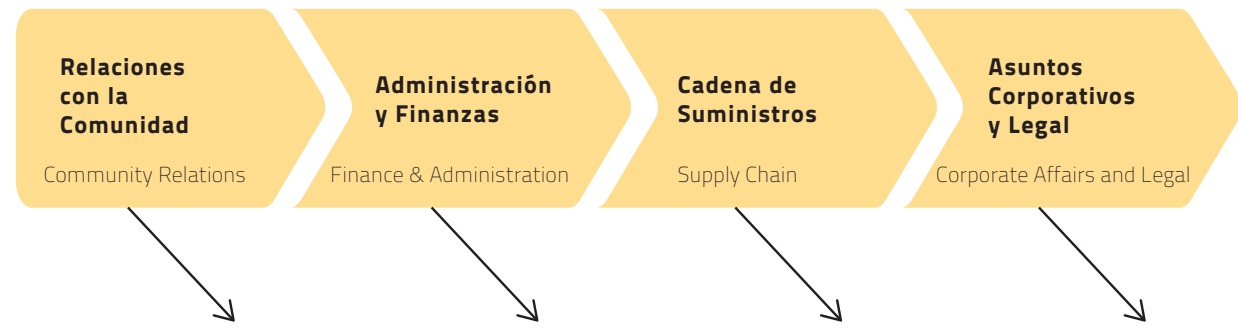 Relaciones
con la
Comunidad
Community Relations
Administración
y Finanzas
Finance & Administration
Cadena de
Suministros
Supply Chain
Asuntos
Corporativos
y Legal
Corporate Affairs and Legal